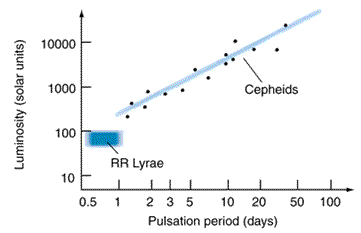 Luminosity (solar units)
10000
1000
100
10
Cepheids
RR Lyrae
0.5 1 2 3 5 10 20 50 100
Pulsation period (days)